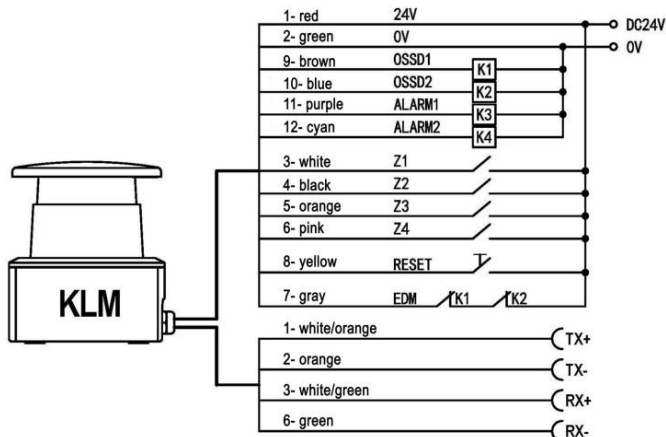 1- red 24V DC24V
2- green 0V 0V
9- brown OSSD1 K1
10- blue OSSD2 K2
11- purple ALARM1 K3
12- cyan ALARM2 K4
3- white Z1
4- black Z2
5- orange Z3
6- pink Z4
8- yellow RESET
7- gray EDM K1 K2
KLM
1- white/orange TX+
2- orange TX-
3- white/green RX+
6- green RX-